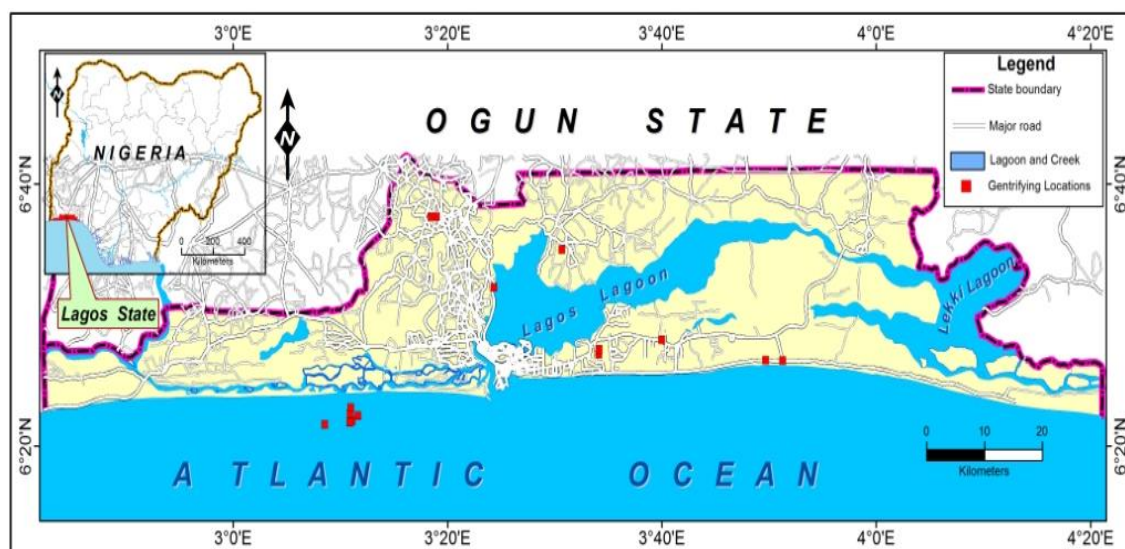 3°0'E 3°20'E 3°40'E 4°0'E 4°20'E
6°40'N
6°20'N
N
NIGERIA
0 200 400
Kilometers
Lagos State
N
OGUN STATE
Legend
State boundary
Major road
Lagoon and Creek
Gentrifying Locations
6°40'N
6°20'N
Lagos Lagoon
Lekki Lagoon
ATLANTIC OCEAN
0 10 20
Kilometers
3°0'E 3°20'E 3°40'E 4°0'E 4°20'E